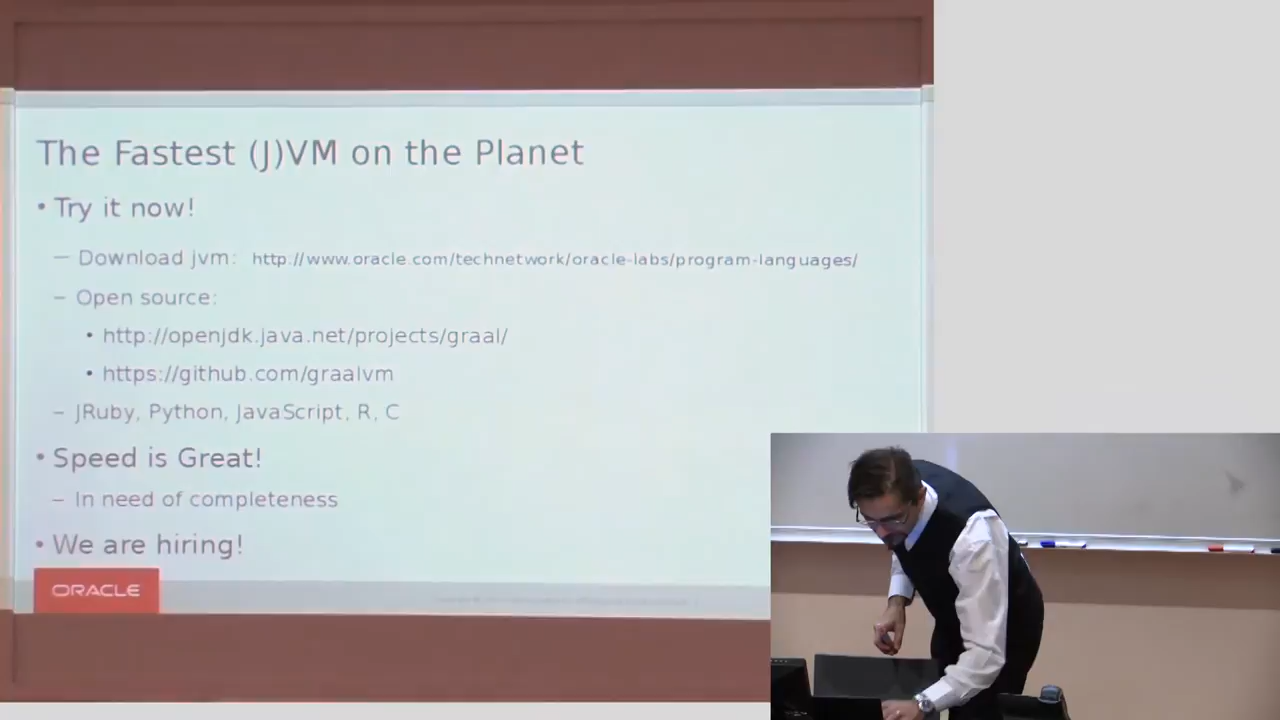 The Fastest (J)VM on the Planet
• Try it now!
– Download jvm: http://www.oracle.com/technetwork/oracle-labs/program-languages/
– Open source:
• http://openjdk.java.net/projects/graal/
• https://github.com/graalvm
– JRuby, Python, JavaScript, R, C
• Speed is Great!
– In need of completeness
• We are hiring!
ORACLE